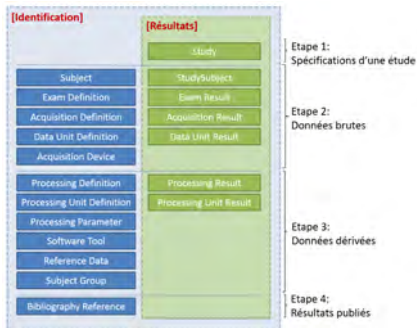 [Identification]
[Résultats]
Study
Etape 1:
Spécifications d'une étude
Subject
StudySubject
Exam Definition
Exam Result
Acquisition Definition
Acquisition Result
Data Unit Definition
Data Unit Result
Acquisition Device
Etape 2:
Données brutes
Processing Definition
Processing Result
Processing Unit Definition
Processing Unit Result
Processing Parameter
Software Tool
Reference Data
Subject Group
Etape 3:
Données dérivées
Bibliography Reference
Etape 4:
Résultats publiés